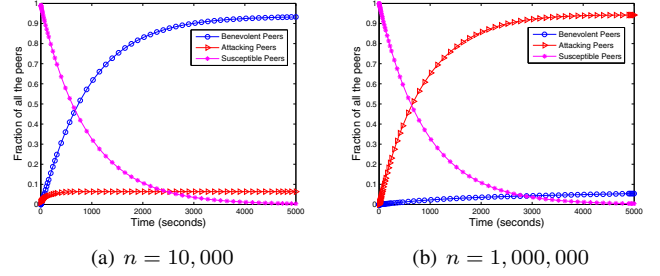 1
0.9
0.8
0.7
0.6
0.5
0.4
0.3
0.2
0.1
0
Fraction of all the peers
Benevolent Peers
Attacking Peers
Susceptible Peers
0 1000 2000 3000 4000 5000
Time (seconds)
(a) n = 10,000
1
0.9
0.8
0.7
0.6
0.5
0.4
0.3
0.2
0.1
0
Fraction of all the peers
Benevolent Peers
Attacking Peers
Susceptible Peers
0 1000 2000 3000 4000 5000
Time (seconds)
(b) n = 1,000,000